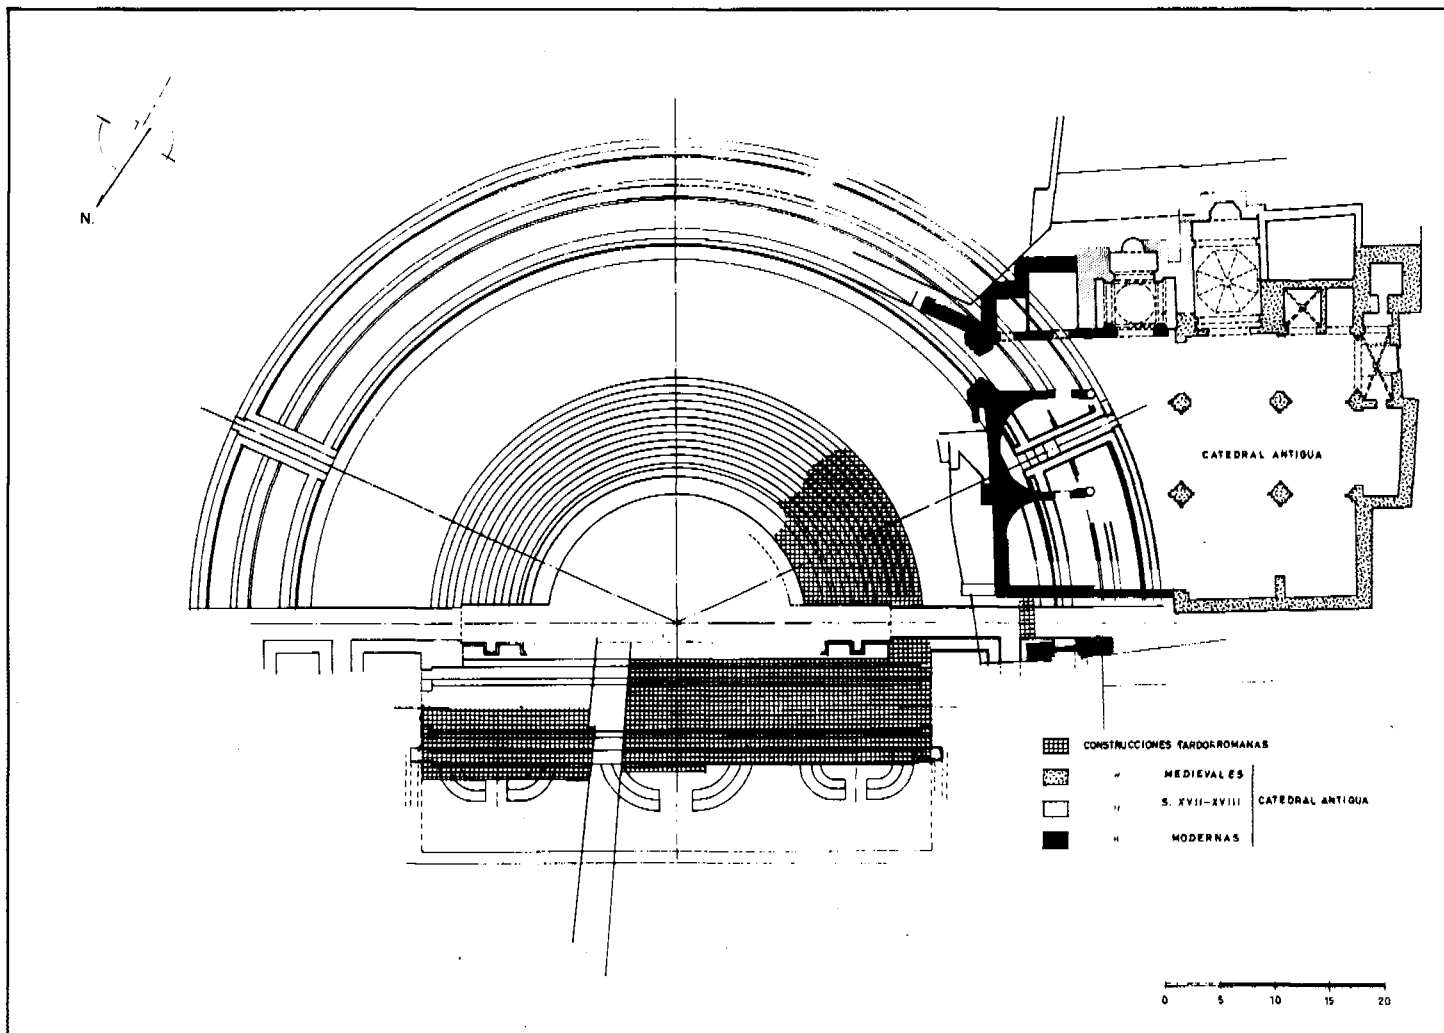 N.
CATEDRAL ANTIGUA
CONSTRUCCIONES TARDORROMANAS
" MEDIEVALES
" S. XVII-XVIII
" MODERNAS
CATEDRAL ANTIGUA
0 5 10 15 20